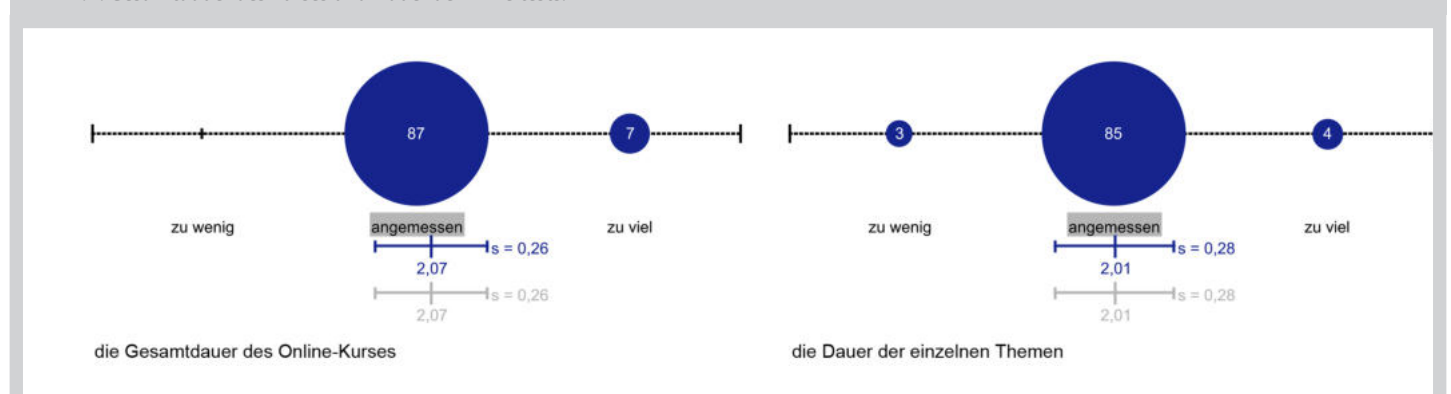 87
7
zu wenig
angemessen
zu viel
s = 0,26
2,07
s = 0,26
2,07
die Gesamtdauer des Online-Kurses
3
85
4
zu wenig
angemessen
zu viel
s = 0,28
2,01
s = 0,28
2,01
die Dauer der einzelnen Themen